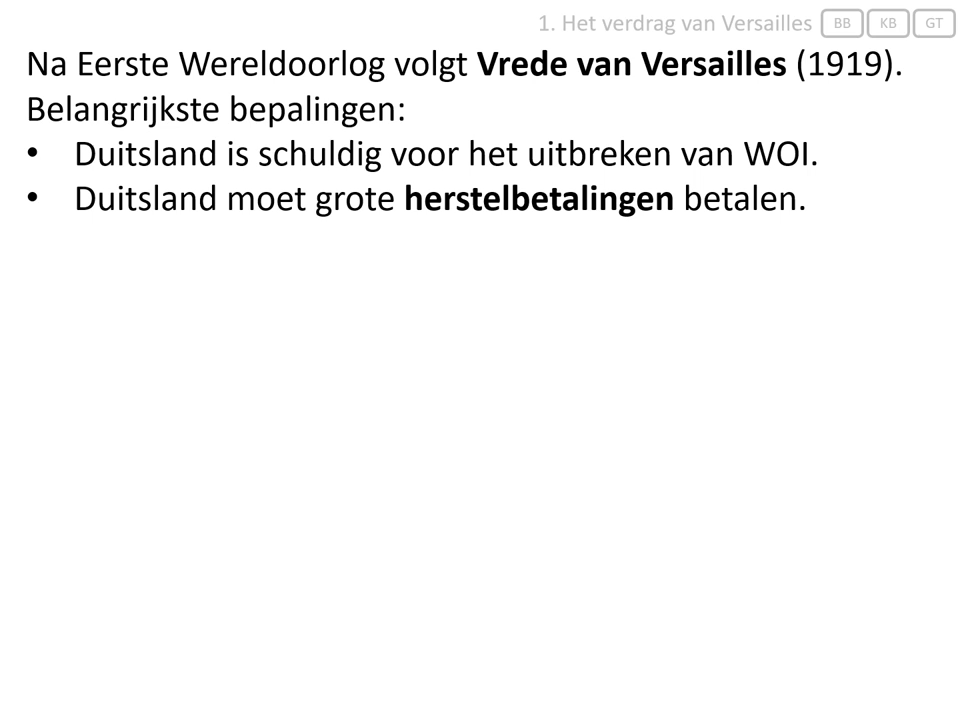 1. Het verdrag van Versailles BB KB GT
Na Eerste Wereldoorlog volgt Vrede van Versailles (1919).
Belangrijkste bepalingen:
• Duitsland is schuldig voor het uitbreken van WOI.
• Duitsland moet grote herstelbetalingen betalen.